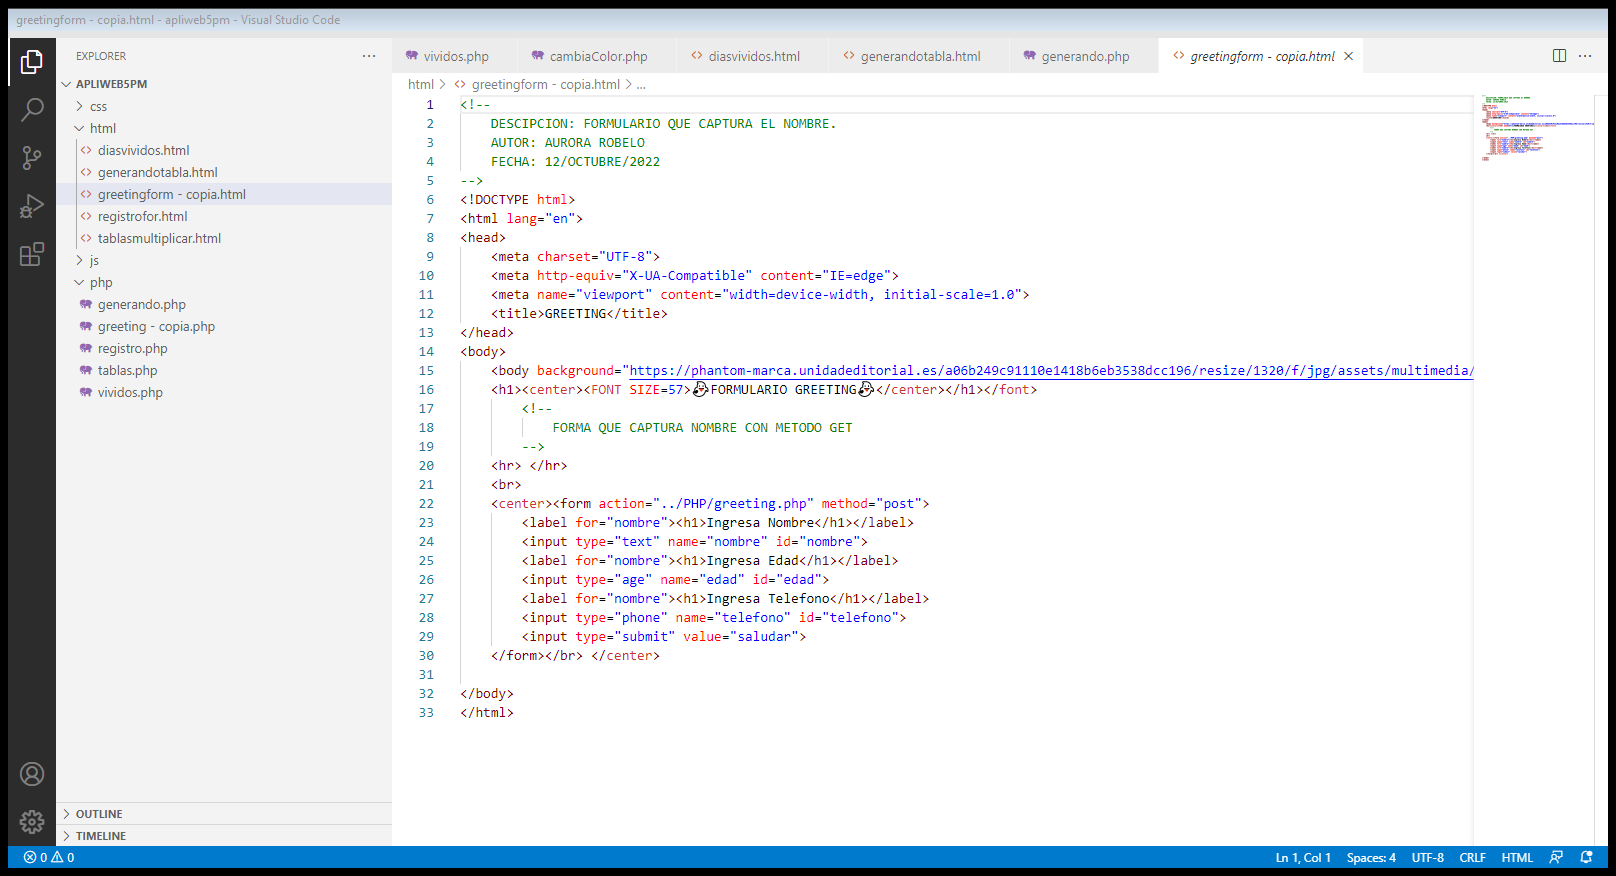 greetingform - copia.html - apliweb5pm - Visual Studio Code
EXPLORER
APLIWEB5PM
css
html
diasvividos.html
generandotabla.html
greetingform - copia.html
registrofor.html
tablasmultiplicar.html
js
php
generando.php
greeting - copia.php
registro.php
tablas.php
vividos.php
OUTLINE
TIMELINE
vividos.php cambiaColor.php diasvividos.html generandotabla.html generando.php greetingform - copia.html
html > <> greetingform - copia.html > ...
1 <!--
2 DESCIPCION: FORMULARIO QUE CAPTURA EL NOMBRE.
3 AUTOR: AURORA ROBELO
4 FECHA: 12/OCTUBRE/2022
5 -->
6 <!DOCTYPE html>
7 <html lang="en">
8 <head>
9 <meta charset="UTF-8">
10 <meta http-equiv="X-UA-Compatible" content="IE=edge">
11 <meta name="viewport" content="width=device-width, initial-scale=1.0">
12 <title>GREETING</title>
13 </head>
14 <body>
15 <body background="https://phantom-marca.unidadeditorial.es/a06b249c91110e1418b6eb3538dcc196/resize/1320/f/jpg/assets/multimedia/
16 <h1><center><FONT SIZE=57>👻FORMULARIO GREETING👻</center></h1></font>
17 <!--
18 FORMA QUE CAPTURA NOMBRE CON METODO GET
19 -->
20 <hr> </hr>
21 <br>
22 <center><form action="../PHP/greeting.php" method="post">
23 <label for="nombre"><h1>Ingresa Nombre</h1></label>
24 <input type="text" name="nombre" id="nombre">
25 <label for="nombre"><h1>Ingresa Edad</h1></label>
26 <input type="age" name="edad" id="edad">
27 <label for="nombre"><h1>Ingresa Telefono</h1></label>
28 <input type="phone" name="telefono" id="telefono">
29 <input type="submit" value="saludar">
30 </form></br> </center>
31
32 </body>
33 </html>
0 0 Ln 1, Col 1 Spaces: 4 UTF-8 CRLF HTML